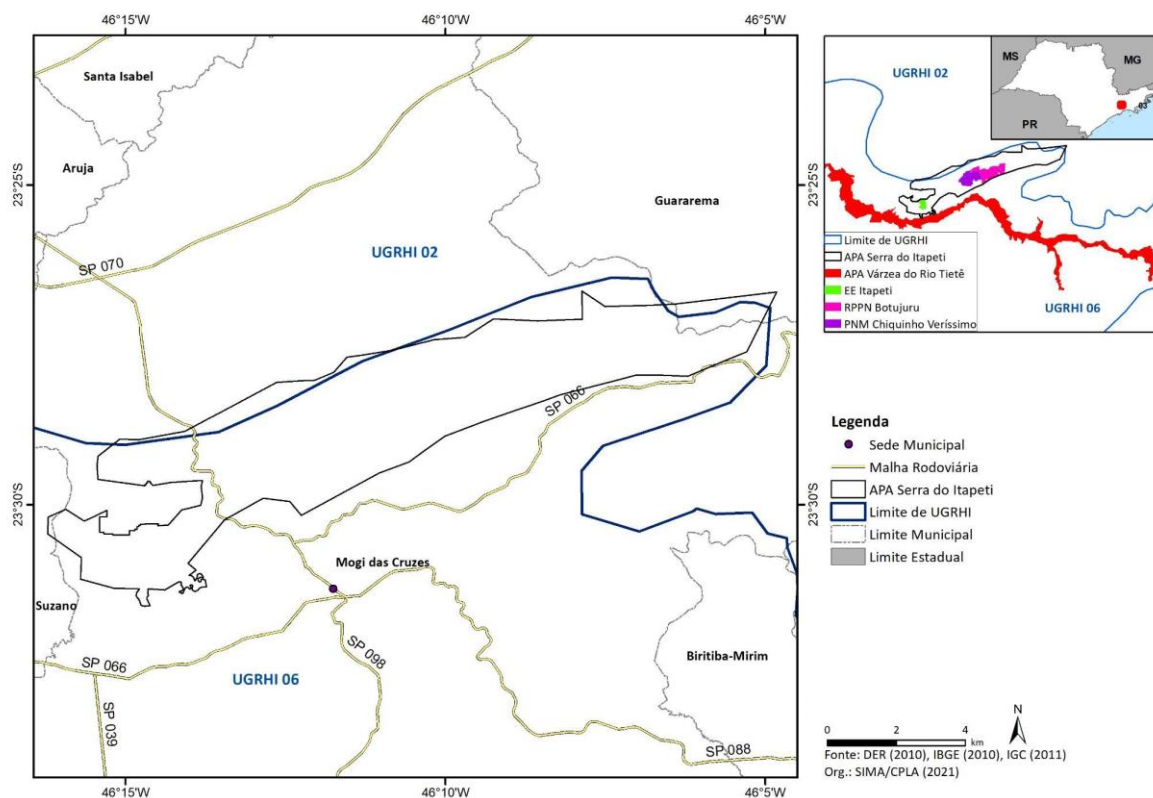 46°15'W
46°10'W
46°5'W
Santa Isabel
Aruja
23°25'S
Guararema
UGRHI 02
SP 070
SP 066
23°30'S
Mogi das Cruzes
Suzano
SP 066
UGRHI 06
SP 098
SP 039
Biritiba-Mirim
SP 088
46°15'W
46°10'W
46°5'W
MS
MG
PR
UGRHI 02
23°25'S
Limite de UGRHI
APA Serra do Itapeti
APA Várzea do Rio Tietê
EE Itapeti
RPPN Botujuru
PNM Chiquinho Veríssimo
UGRHI 06
23°30'S
Legenda
Sede Municipal
Malha Rodoviária
APA Serra do Itapeti
Limite de UGRHI
Limite Municipal
Limite Estadual
N
0 2 4
km
Fonte: DER (2010), IBGE (2010), IGC (2011)
Org.: SIMA/CPLA (2021)